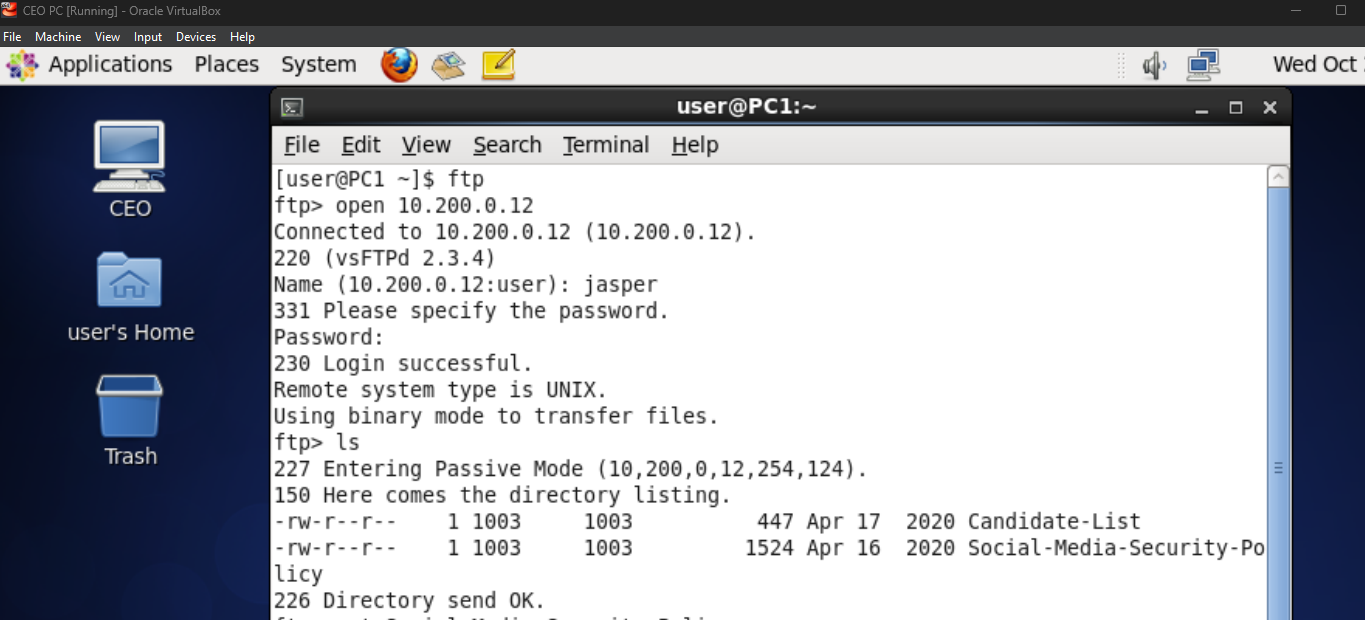 CEO PC [Running] - Oracle VirtualBox
File Machine View Input Devices Help
Applications Places System Wed Oct
user@PC1:~
File Edit View Search Terminal Help
CEO
user's Home
Trash
[user@PC1 ~]$ ftp
ftp> open 10.200.0.12
Connected to 10.200.0.12 (10.200.0.12).
220 (vsFTPd 2.3.4)
Name (10.200.0.12:user): jasper
331 Please specify the password.
Password:
230 Login successful.
Remote system type is UNIX.
Using binary mode to transfer files.
ftp> ls
227 Entering Passive Mode (10,200,0,12,254,124).
150 Here comes the directory listing.
-rw-r--r-- 1 1003 1003 447 Apr 17 2020 Candidate-List
-rw-r--r-- 1 1003 1003 1524 Apr 16 2020 Social-Media-Security-Po
licy
226 Directory send OK.